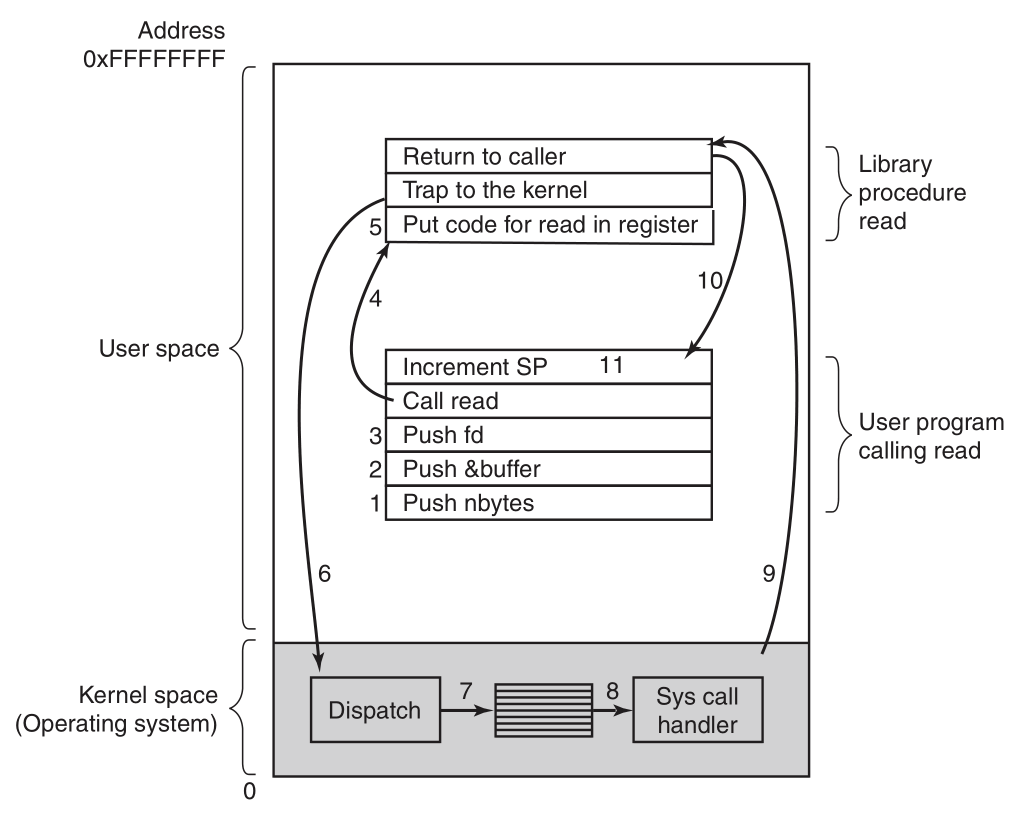 Address
0xFFFFFFFF
Return to caller
Trap to the kernel
5 Put code for read in register
Library
procedure
read
4
10
User space
Increment SP 11
Call read
3 Push fd
2 Push &buffer
1 Push nbytes
User program
calling read
6
9
Kernel space
(Operating system)
Dispatch
7
8
Sys call
handler
0